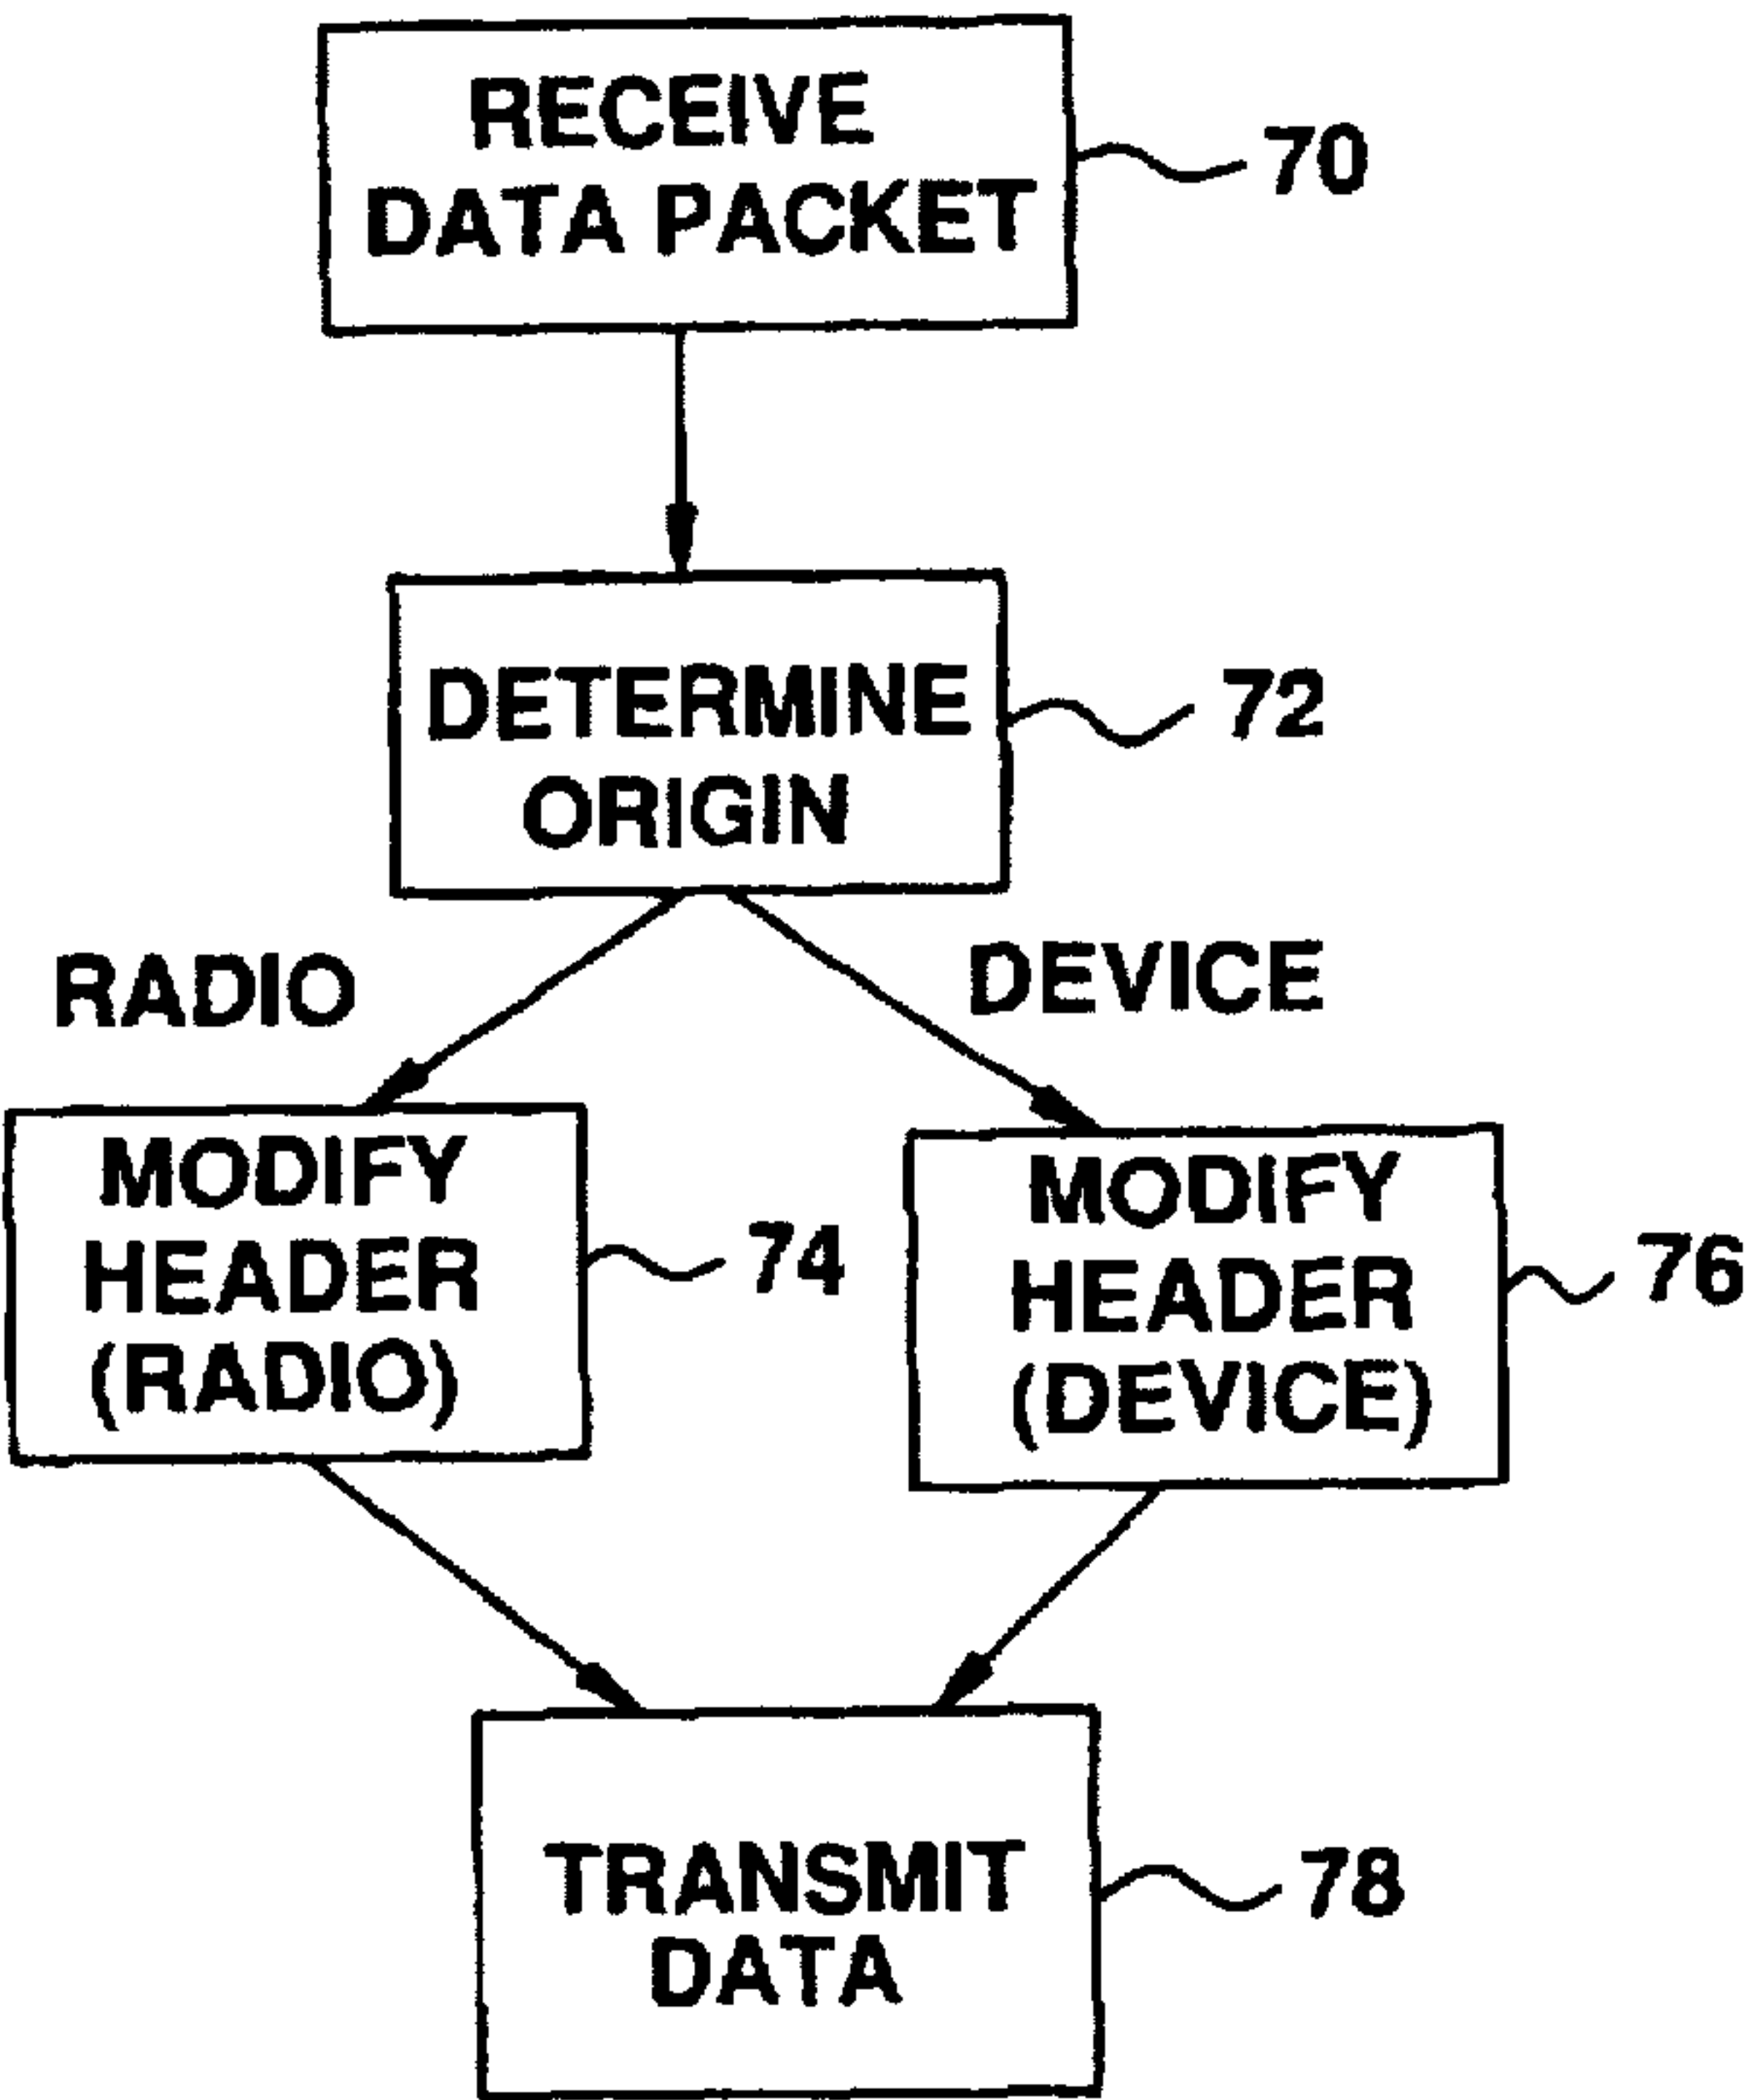 RECEIVE
DATA PACKET
70
DETERMINE
ORIGIN
72
RADIO
DEVICE
MODIFY
HEADER
(RADIO)
74
MODIFY
HEADER
(DEVICE)
76
TRANSMIT
DATA
78